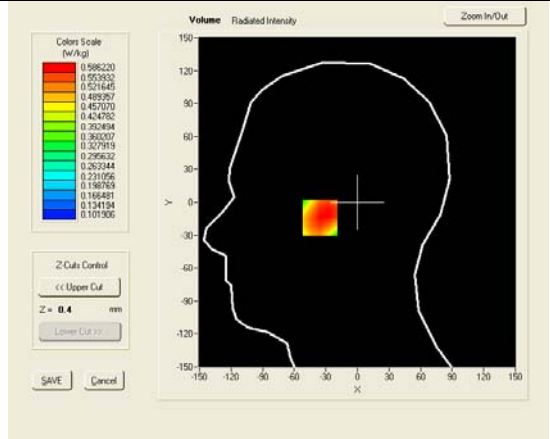 Volume Radiated Intensity
Zoom In/Out
Colors Scale
(W/kg)
0.586220
0.553932
0.521645
0.489357
0.457070
0.424782
0.392494
0.360207
0.327919
0.295632
0.263344
0.231056
0.198769
0.166481
0.134194
0.101906
Z-Cuts Control
<< Upper Cut
Z = 0.4 mm
Lower Cut >>
SAVE
Cancel
150
120
90
60
30
0
-30
-60
-90
-120
-150
Y
-150 -120 -90 -60 -30 0 30 60 90 120 150
X